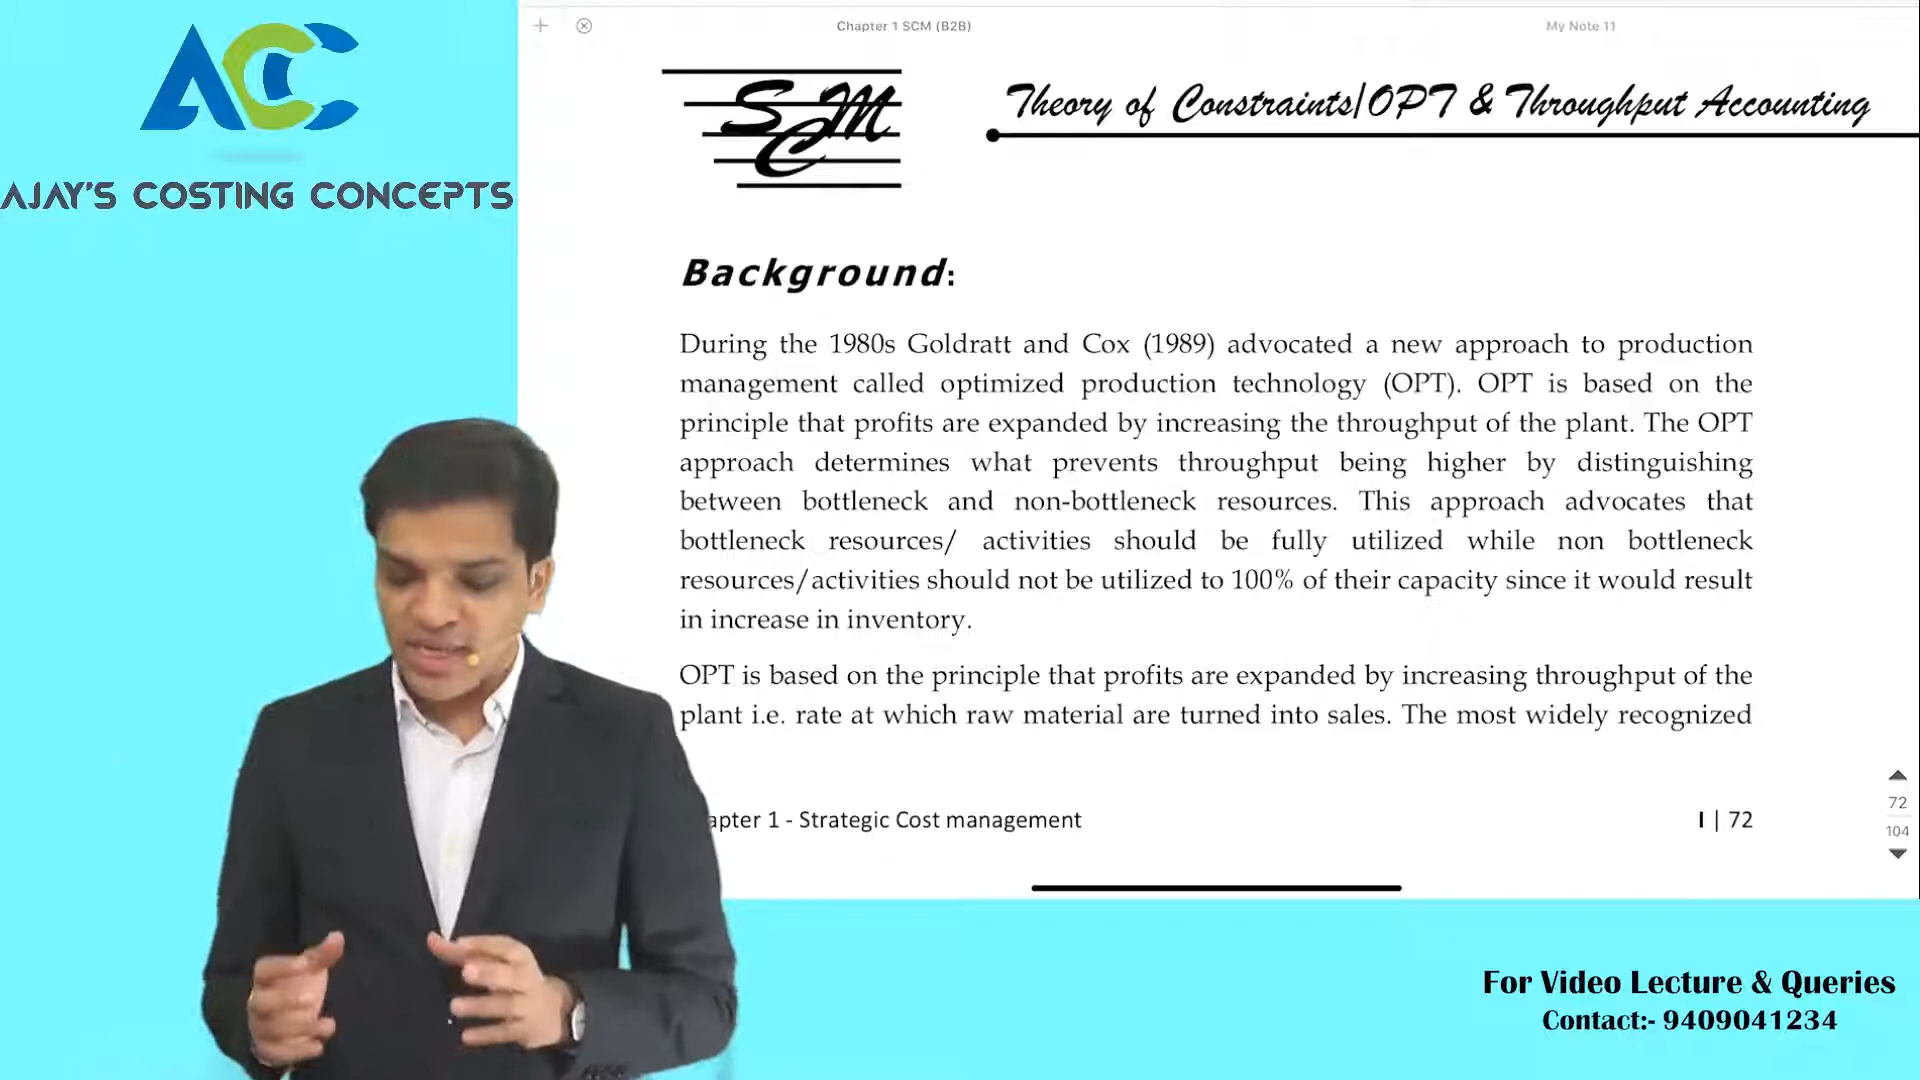 Chapter 1 SCM (B2B)
My Note 11
ACC
AJAY'S COSTING CONCEPTS
SCM
Theory of Constraints/OPT & Throughput Accounting
Background:
During the 1980s Goldratt and Cox (1989) advocated a new approach to production
management called optimized production technology (OPT). OPT is based on the
principle that profits are expanded by increasing the throughput of the plant. The OPT
approach determines what prevents throughput being higher by distinguishing
between bottleneck and non-bottleneck resources. This approach advocates that
bottleneck resources/ activities should be fully utilized while non bottleneck
resources/activities should not be utilized to 100% of their capacity since it would result
in increase in inventory.
OPT is based on the principle that profits are expanded by increasing throughput of the
plant i.e. rate at which raw material are turned into sales. The most widely recognized
apter 1 - Strategic Cost management
I | 72
72
104
For Video Lecture & Queries
Contact:- 9409041234